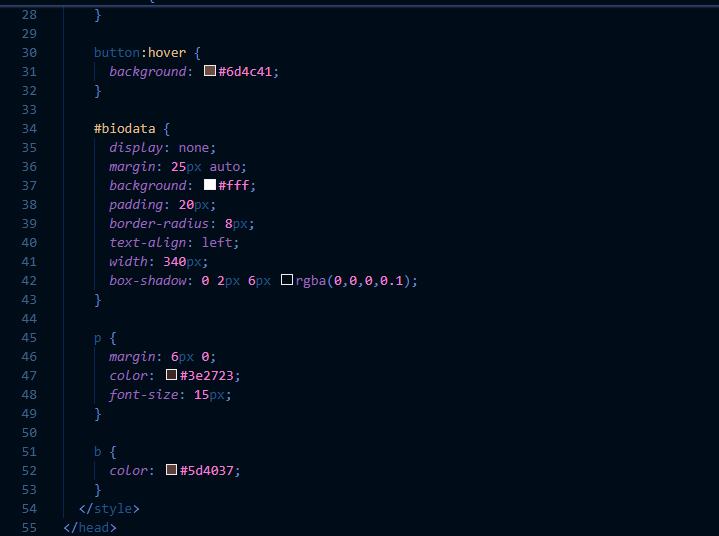 28 }
29
30 button:hover {
31 background: #6d4c41;
32 }
33
34 #biodata {
35 display: none;
36 margin: 25px auto;
37 background: #fff;
38 padding: 20px;
39 border-radius: 8px;
40 text-align: left;
41 width: 340px;
42 box-shadow: 0 2px 6px rgba(0,0,0,0.1);
43 }
44
45 p {
46 margin: 6px 0;
47 color: #3e2723;
48 font-size: 15px;
49 }
50
51 b {
52 color: #5d4037;
53 }
54 </style>
55 </head>